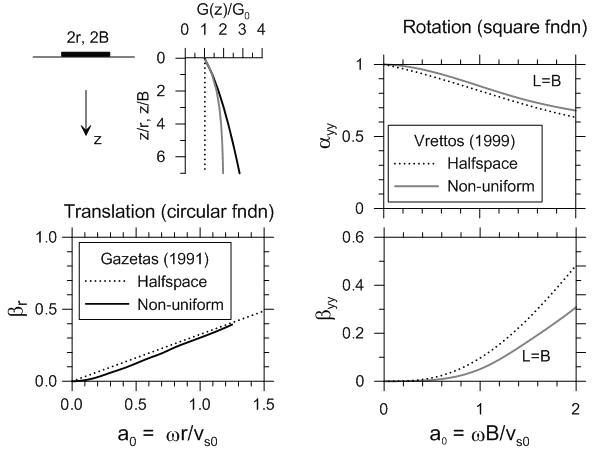 G(z)/G₀
0 1 2 3 4
2r, 2B
z
z/r, z/B
0
2
4
6
Rotation (square fndn)
αyy
1
0.5
0
L=B
Vrettos (1999)
Halfspace
Non-uniform
Translation (circular fndn)
βr
1.0
0.5
0.0
Gazetas (1991)
Halfspace
Non-uniform
0.0 0.5 1.0 1.5
a₀ = ωr/vs0
βyy
0.6
0.4
0.2
0
L=B
0 1 2
a₀ = ωB/vs0